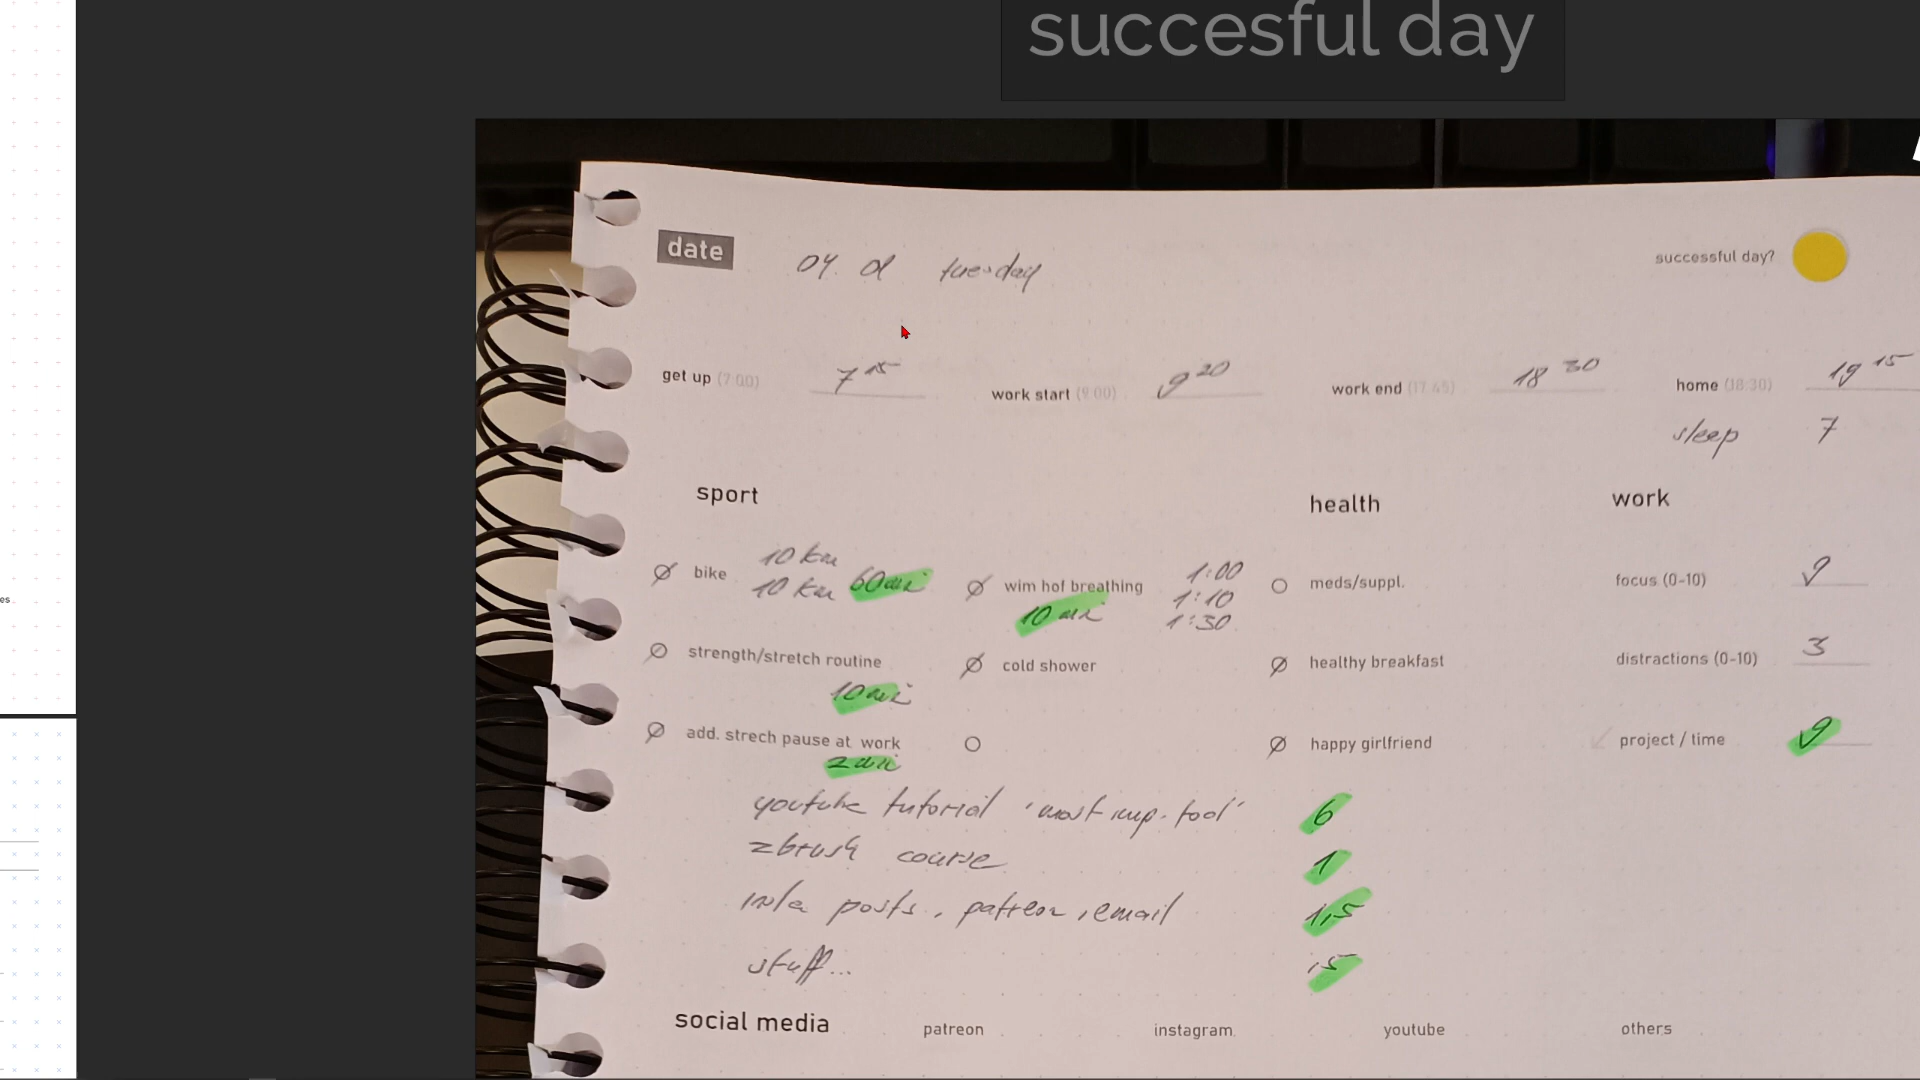 succesful day
date 04. 01 tuesday successful day?
get up (7:00) 7 15 work start (9:00) 9 20 work end (17:45) 18 30 home (18:30) 19 15
sleep 7
sport health work
bike 10 km
10 km 60 min wim hof breathing 1:00 meds/suppl. focus (0-10) 9
10 min 1:10
1:30
strength/stretch routine cold shower healthy breakfast distractions (0-10) 3
10 min
add. strech pause at work happy girlfriend project / time 9
2 min
youtube tutorial 'most imp. tool' 6
zbrush course 1
insta posts, patreon, email 1,5
stuff... ,5
social media patreon instagram youtube others
es